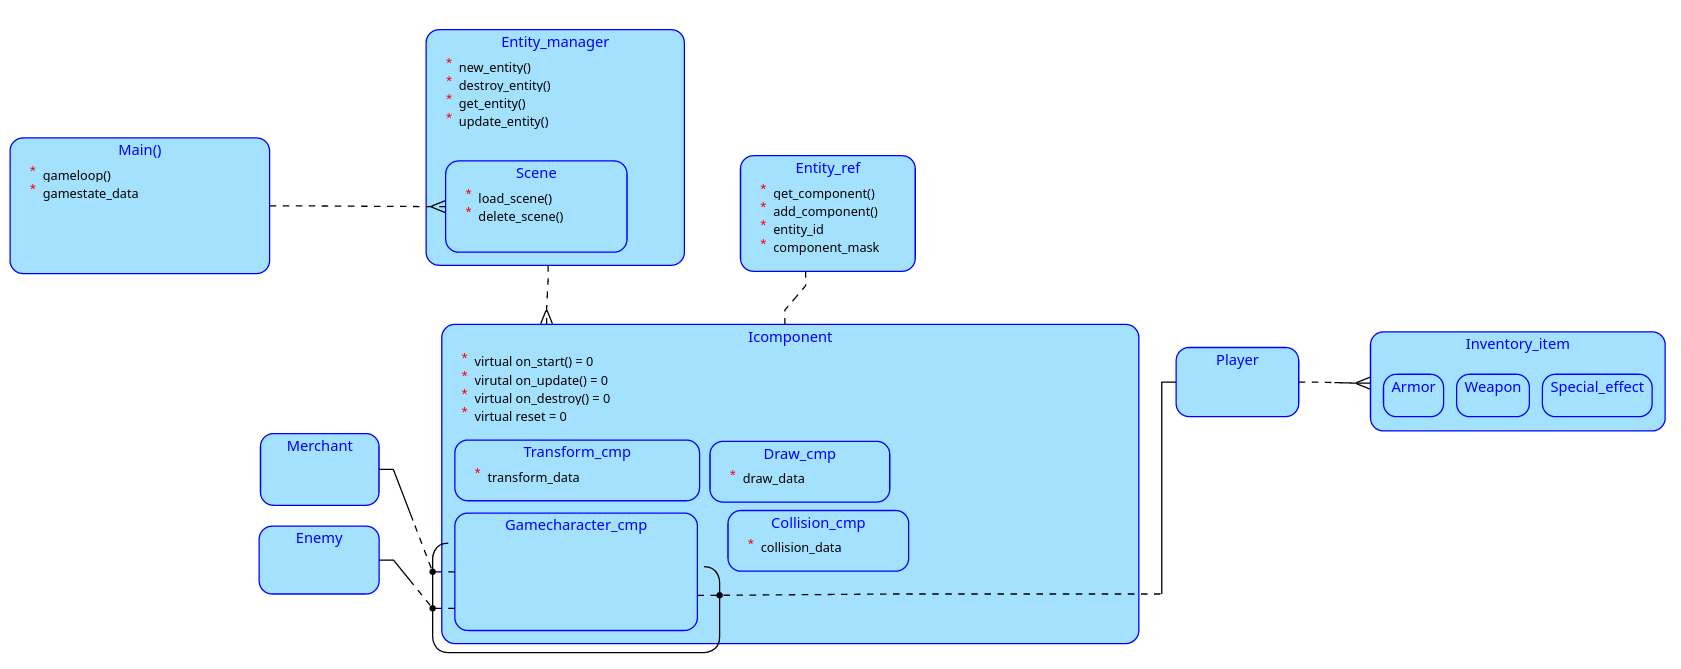 Entity_manager
* new_entity()
* destroy_entity()
* get_entity()
* update_entity()
Main()
* gameloop()
* gamestate_data
Scene
* load_scene()
* delete_scene()
Entity_ref
* get_component()
* add_component()
* entity_id
* component_mask
Icomponent
* virtual on_start() = 0
* virutal on_update() = 0
* virtual on_destroy() = 0
* virtual reset = 0
Player
Inventory_item
Armor
Weapon
Special_effect
Merchant
Transform_cmp
* transform_data
Draw_cmp
* draw_data
Enemy
Gamecharacter_cmp
Collision_cmp
* collision_data